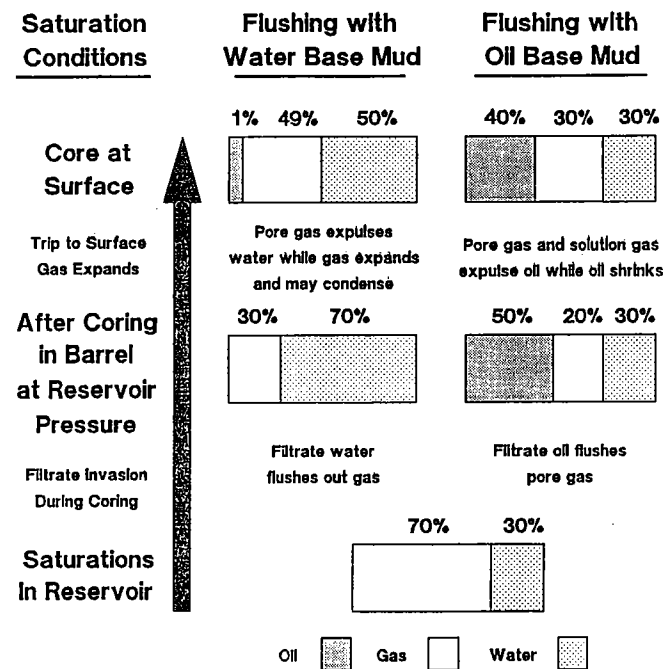 Saturation
Conditions
Flushing with
Water Base Mud
Flushing with
Oil Base Mud
1% 49% 50%
40% 30% 30%
Core at
Surface
Trip to Surface
Gas Expands
Pore gas expulses
water while gas expands
and may condense
Pore gas and solution gas
expulse oil while oil shrinks
After Coring
in Barrel
at Reservoir
Pressure
30% 70%
50% 20% 30%
Filtrate invasion
During Coring
Filtrate water
flushes out gas
Filtrate oil flushes
pore gas
70% 30%
Saturations
In Reservoir
Oil Gas Water